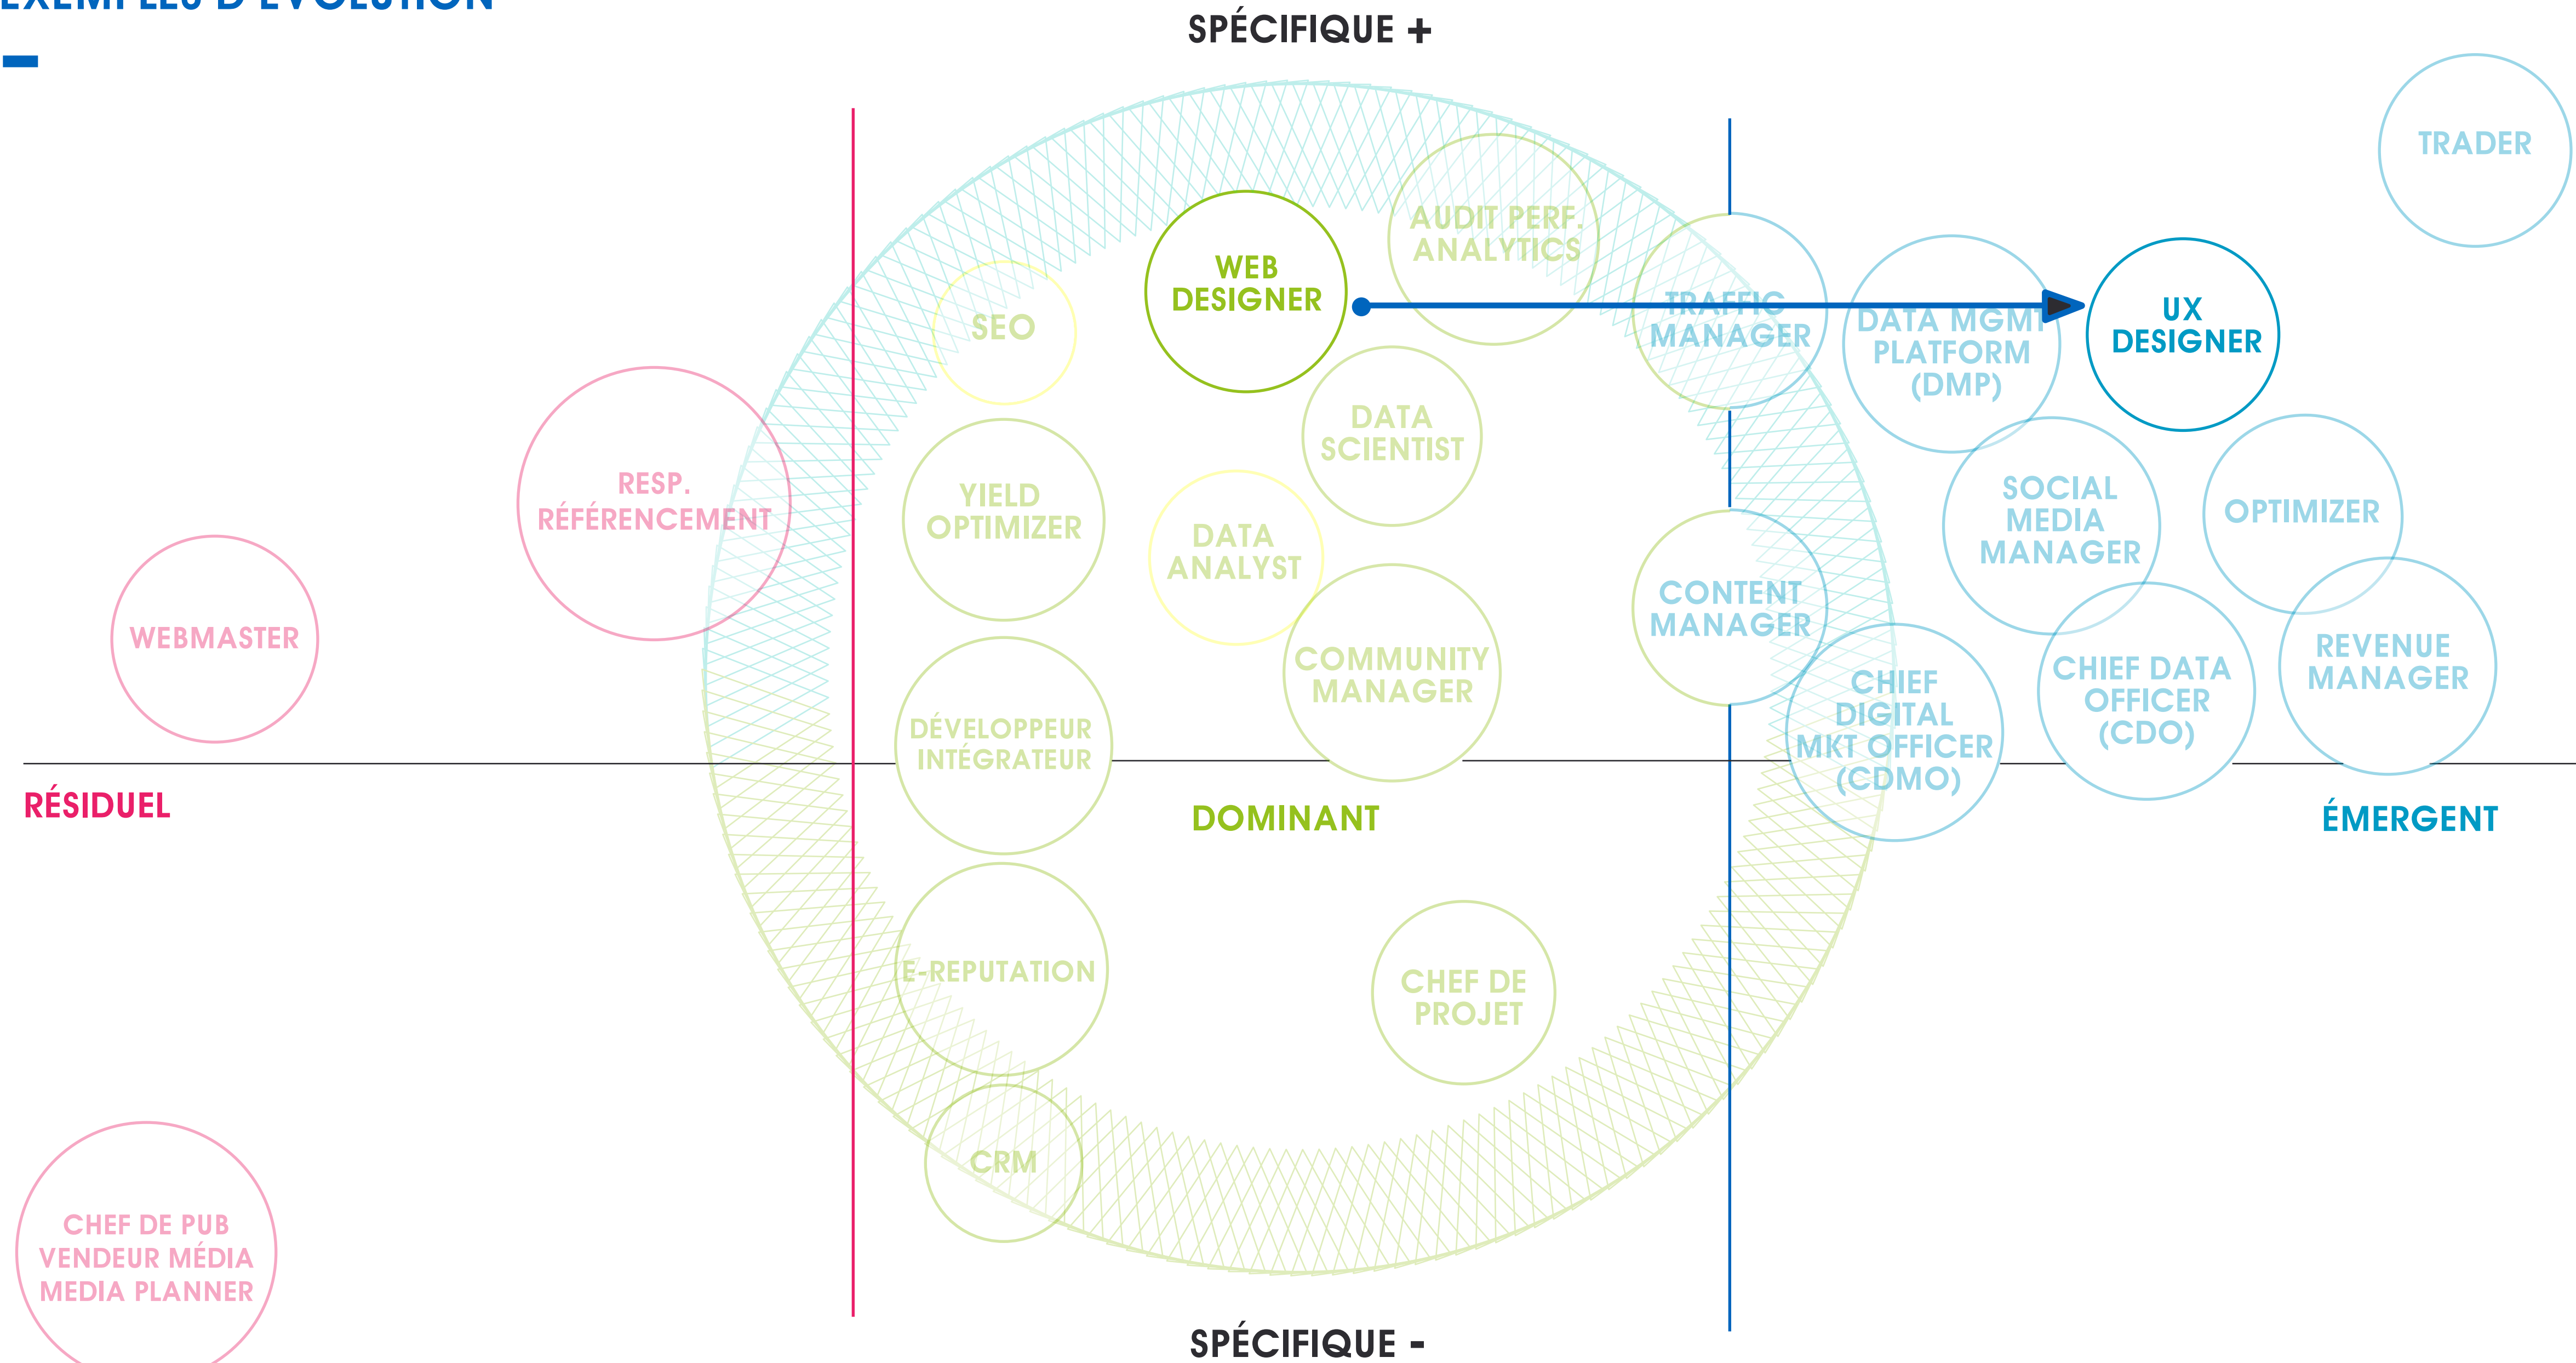 EXEMPLES D'ÉVOLUTION
SPÉCIFIQUE +
TRADER
AUDIT PERF.
ANALYTICS
WEB
DESIGNER
SEO
TRAFFIC
MANAGER
DATA MGMT
PLATFORM
(DMP)
UX
DESIGNER
DATA
SCIENTIST
RESP.
RÉFÉRENCEMENT
YIELD
OPTIMIZER
DATA
ANALYST
SOCIAL
MEDIA
MANAGER
OPTIMIZER
WEBMASTER
CONTENT
MANAGER
COMMUNITY
MANAGER
REVENUE
MANAGER
CHIEF
DIGITAL
MKT OFFICER
(CDMO)
CHIEF DATA
OFFICER
(CDO)
DÉVELOPPEUR
INTÉGRATEUR
RÉSIDUEL
DOMINANT
ÉMERGENT
E-REPUTATION
CHEF DE
PROJET
CRM
CHEF DE PUB
VENDEUR MÉDIA
MEDIA PLANNER
SPÉCIFIQUE -